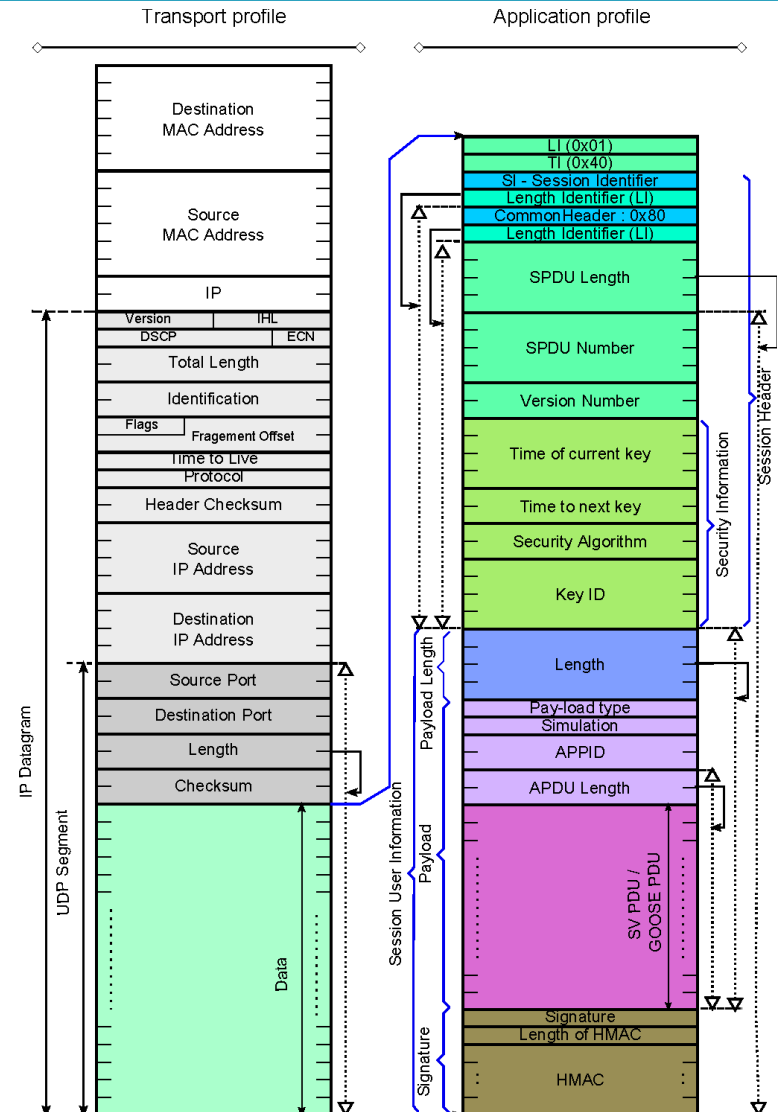 Transport profile
Application profile
Destination
MAC Address
Source
MAC Address
IP
Version
IHL
DSCP
ECN
Total Length
Identification
Flags
Fragement Offset
Time to Live
Protocol
Header Checksum
Source
IP Address
Destination
IP Address
Source Port
Destination Port
Length
Checksum
Data
IP Datagram
UDP Segment
LI (0x01)
TI (0x40)
SI - Session Identifier
Length Identifier (LI)
CommonHeader : 0x80
Length Identifier (LI)
SPDU Length
SPDU Number
Version Number
Time of current key
Time to next key
Security Algorithm
Key ID
Length
Pay-load type
Simulation
APPID
APDU Length
SV PDU /
GOOSE PDU
Signature
Length of HMAC
HMAC
Session User Information
Payload Length
Payload
Signature
Security Information
Session Header